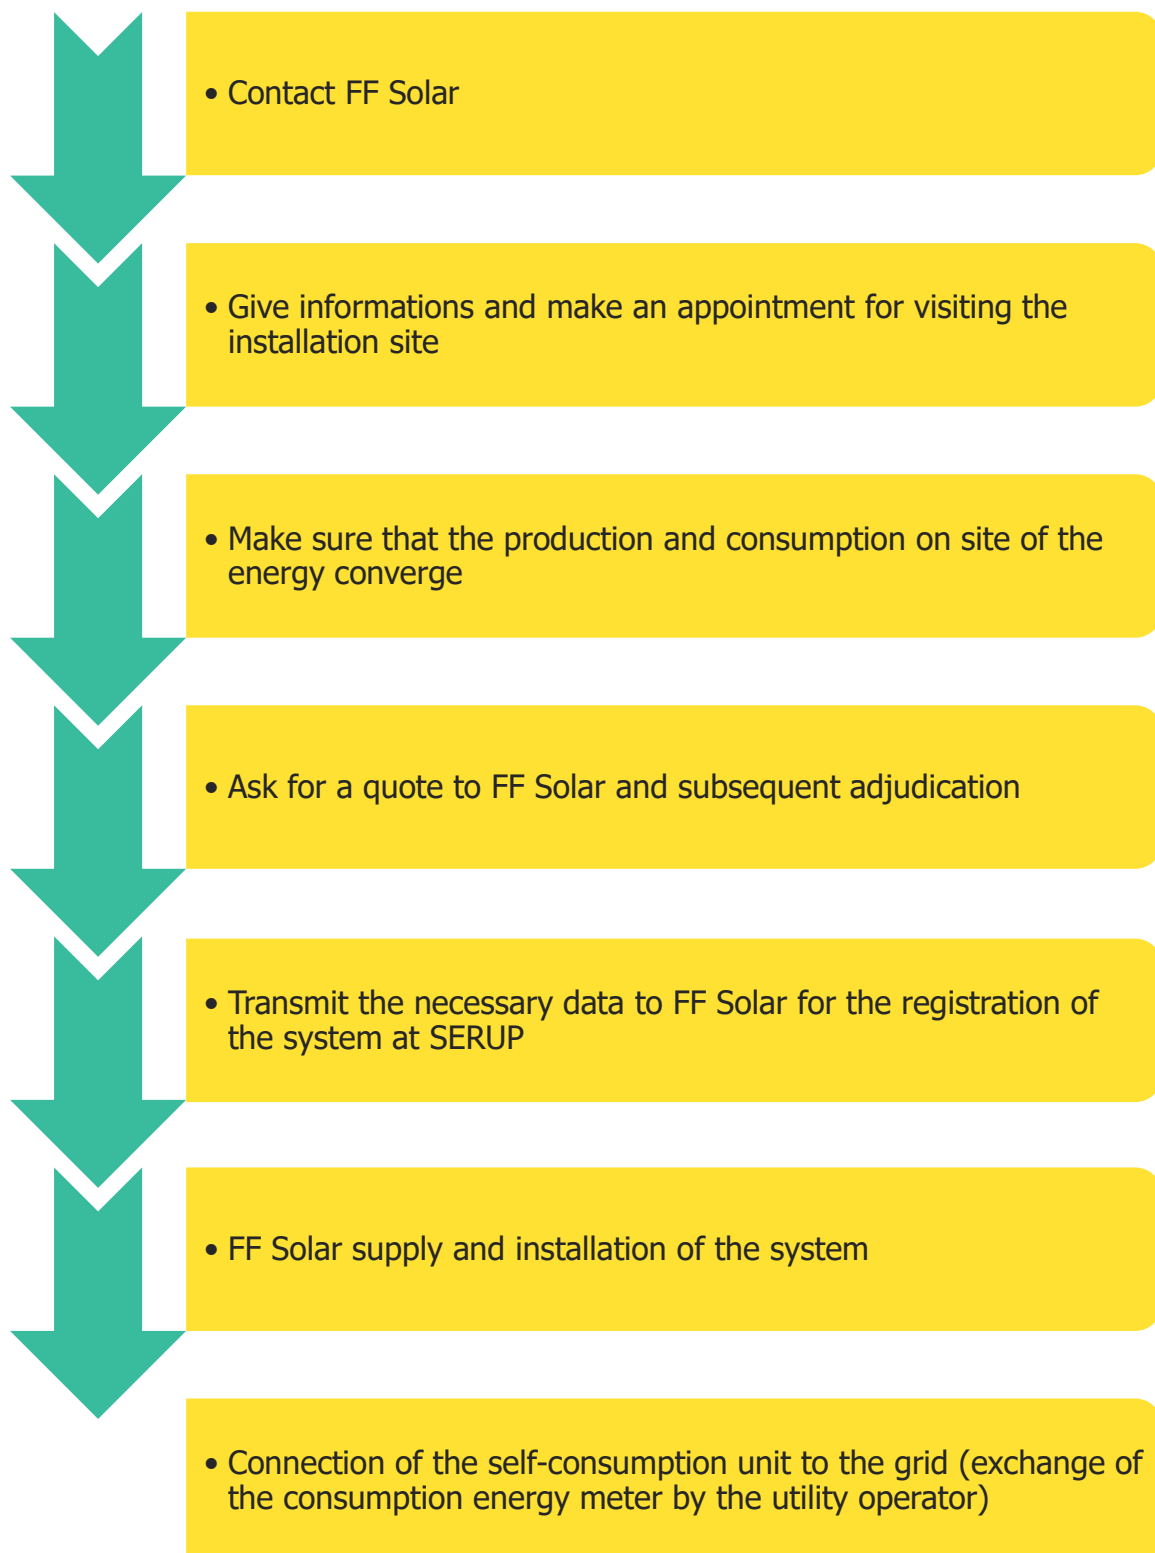 • Contact FF Solar
• Give informations and make an appointment for visiting the
installation site
• Make sure that the production and consumption on site of the
energy converge
• Ask for a quote to FF Solar and subsequent adjudication
• Transmit the necessary data to FF Solar for the registration of
the system at SERUP
• FF Solar supply and installation of the system
• Connection of the self-consumption unit to the grid (exchange of
the consumption energy meter by the utility operator)